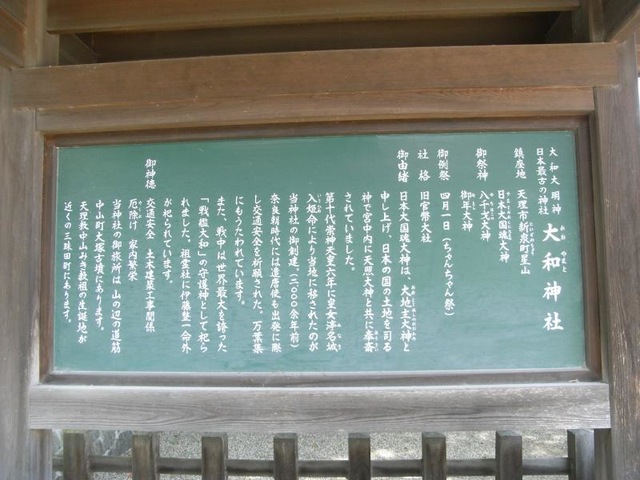 大和大明神
日本最古の神社
大和神社
おおやまと
鎮座地 天理市新泉町星山
御祭神 日本大国魂大神
八千戈大神
御年大神
御例祭 四月一日(ちゃんちゃん祭)
社格 旧官幣大社
御由緒 日本大国魂大神は、大地主大神と
申し上げ、日本の国の土地を司る
神で宮中内に天照大神と共に奉斎
されていました。
第十代崇神天皇六年に皇女渟名城
入姫命により当地に移されたのが
当神社の御創建。(二〇〇〇余年前)
奈良朝時代には遣唐使も出発に際
し交通安全を祈願された、万葉集
にもうたわれています。
また、戦中は世界最大を誇った
「戦艦大和」の守護神として祀ら
れました。祖霊社に伊藤整一命外
が祀られています。
御神徳 交通安全 土木建築工事関係
厄除け 家内繁栄
当神社の御旅所は山の辺の道筋
中山町大塚古墳にあります。
天理教中山みき教祖の生誕地が
近くの三昧田町にあります。